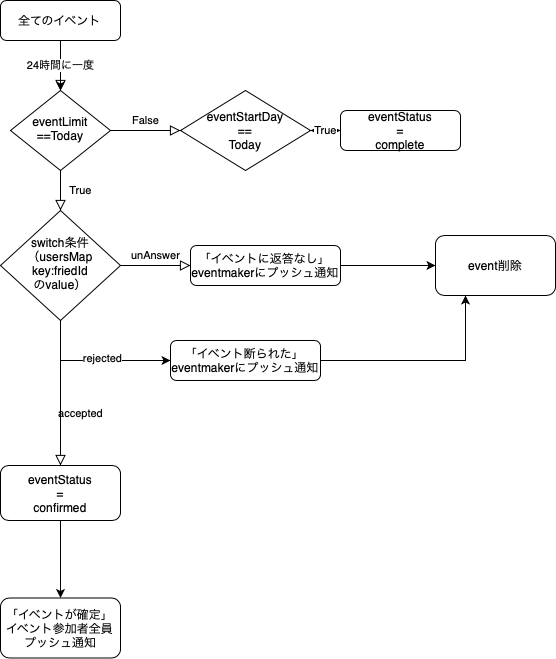 全てのイベント
24時間に一度
eventLimit
==Today
False
eventStartDay
==
Today
True
eventStatus
=
complete
True
switch条件
（usersMap
key:friedId
のvalue）
unAnswer
「イベントに返答なし」
eventmakerにプッシュ通知
event削除
rejected
「イベント断られた」
eventmakerにプッシュ通知
accepted
eventStatus
=
confirmed
「イベントが確定」
イベント参加者全員
プッシュ通知